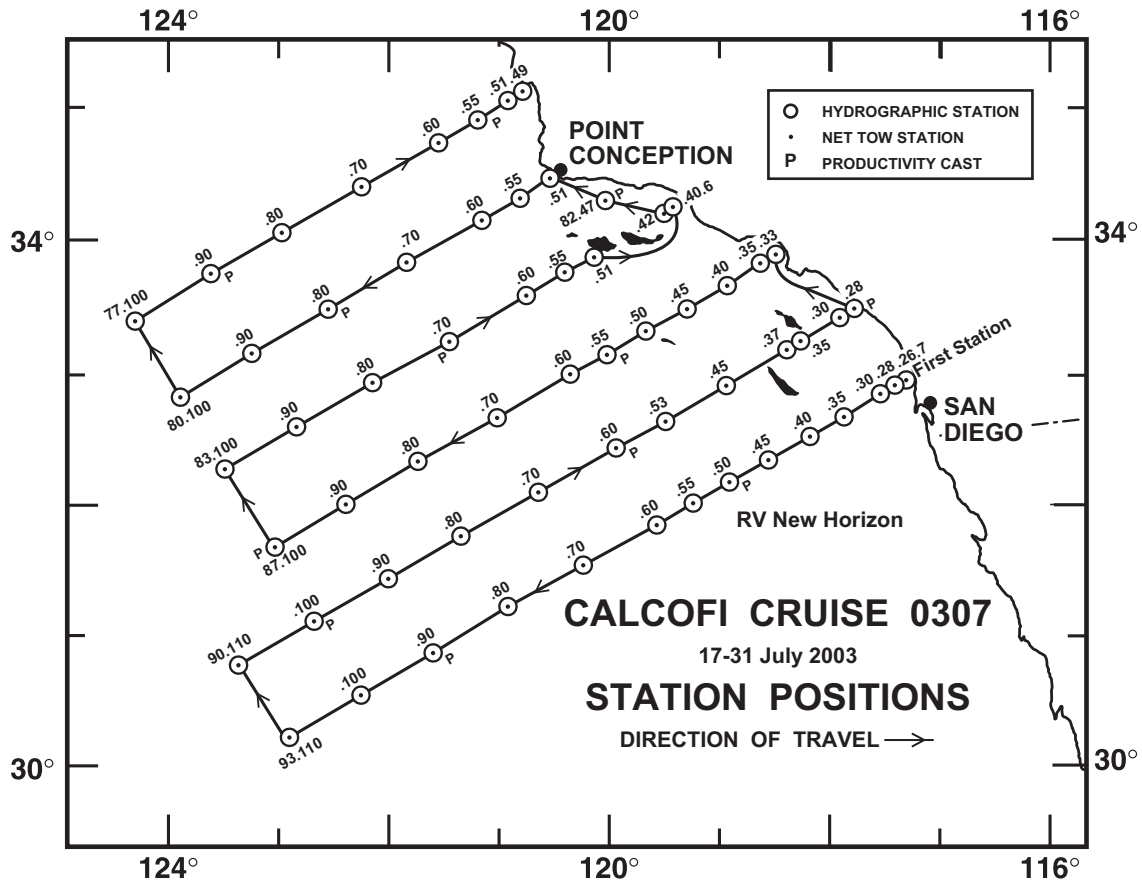 124° 120° 116°
34° 34°
30° 30°
124° 120° 116°
HYDROGRAPHIC STATION
NET TOW STATION
P PRODUCTIVITY CAST
POINT
CONCEPTION
77.100 .90 P .80 .70 .60 .55 P .51 .49
80.100 .90 .80 P .70 .60 .55 .51
82.47 P .42 .40.6
83.100 .90 .80 .70 P .60 .55 .51
P 87.100 .90 .80 .70 .60 .55 P .50 .45 .40 .35 .33
90.110 .100 P .90 .80 .70 .60 P .53 .45 .37 .35 .30 .28 P
93.110 .100 .90 P .80 .70 .60 .55 .50 P .45 .40 .35 .30 .28 .26.7
First Station
SAN
DIEGO
RV New Horizon
CALCOFI CRUISE 0307
17-31 July 2003
STATION POSITIONS
DIRECTION OF TRAVEL